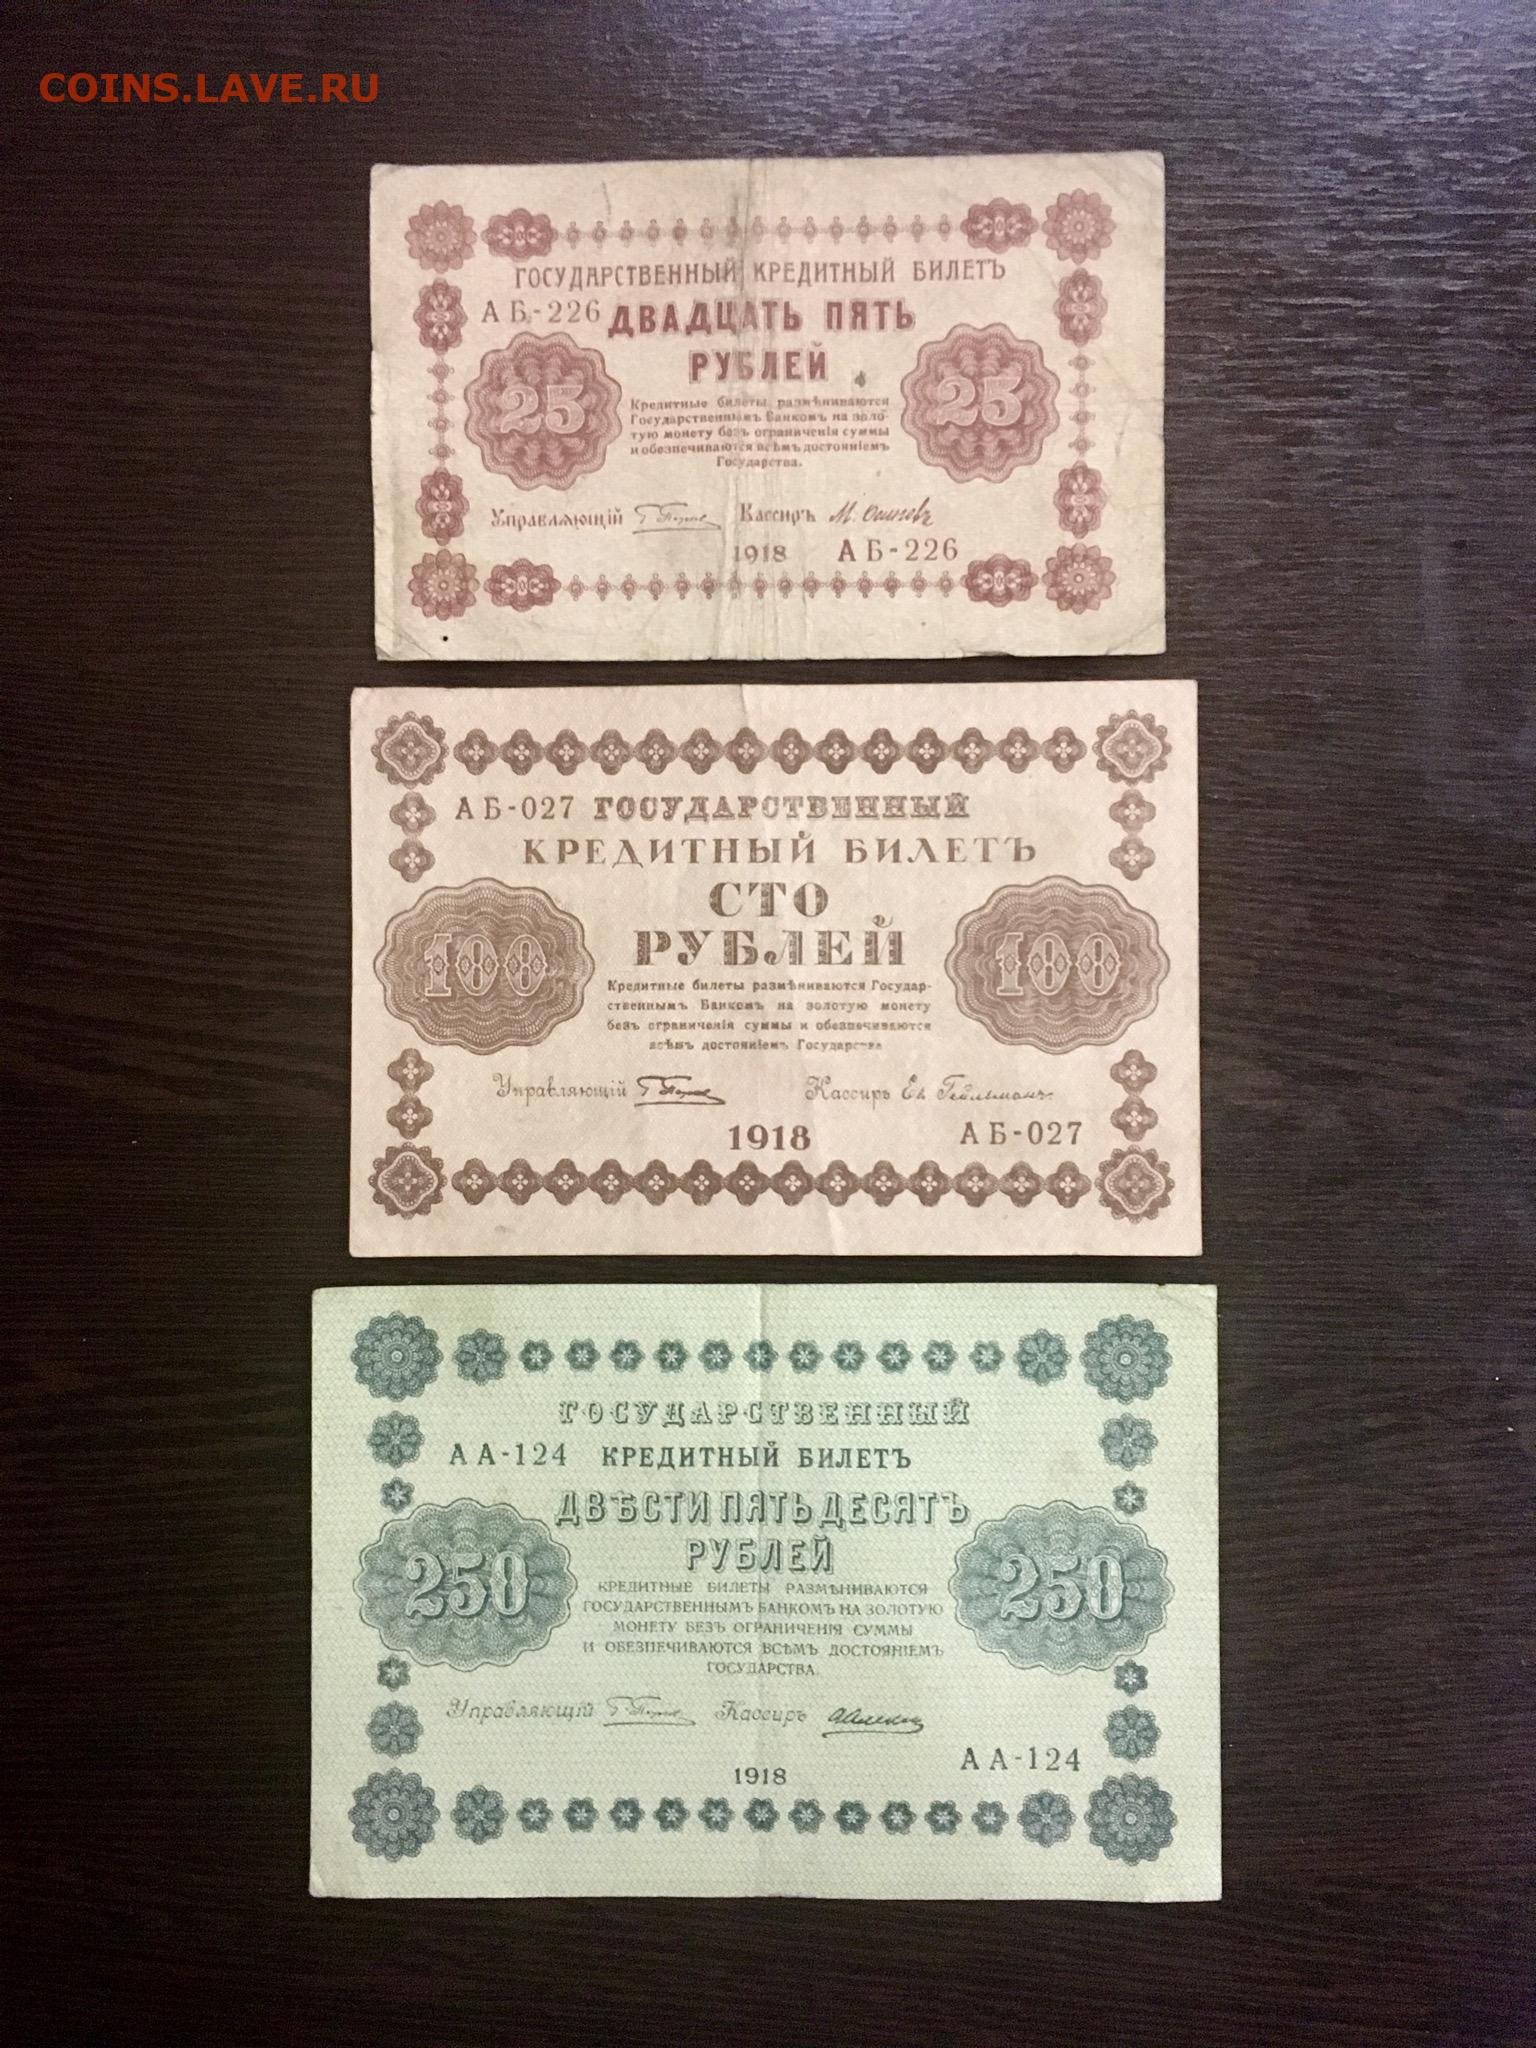 COINS.LAVE.RU
ГОСУДАРСТВЕННЫЙ КРЕДИТНЫЙ БИЛЕТЪ
АБ-226 ДВАДЦАТЬ ПЯТЬ
РУБЛЕЙ
25 25
Кредитные билеты размѣниваются
Государственнымъ Банкомъ на золо-
тую монету безъ ограниченія суммы
и обезпечиваются всѣмъ достояніемъ
Государства.
Управляющій Кассиръ
1918 АБ-226
АБ-027 ГОСУДАРСТВЕННЫЙ
КРЕДИТНЫЙ БИЛЕТЪ
СТО
РУБЛЕЙ
100 100
Кредитные билеты размѣниваются Государ-
ственнымъ Банкомъ на золотую монету
безъ ограниченія суммы и обезпечиваются
всѣмъ достояніемъ Государства
Управляющій Кассиръ
1918 АБ-027
ГОСУДАРСТВЕННЫЙ
АА-124 КРЕДИТНЫЙ БИЛЕТЪ
ДВѢСТИ ПЯТЬДЕСЯТЪ
РУБЛЕЙ
250 250
КРЕДИТНЫЕ БИЛЕТЫ РАЗМѢНИВАЮТСЯ
ГОСУДАРСТВЕННЫМЪ БАНКОМЪ НА ЗОЛОТУЮ
МОНЕТУ БЕЗЪ ОГРАНИЧЕНІЯ СУММЫ
И ОБЕЗПЕЧИВАЮТСЯ ВСѢМЪ ДОСТОЯНІЕМЪ
ГОСУДАРСТВА.
Управляющій Кассиръ
АА-124
1918